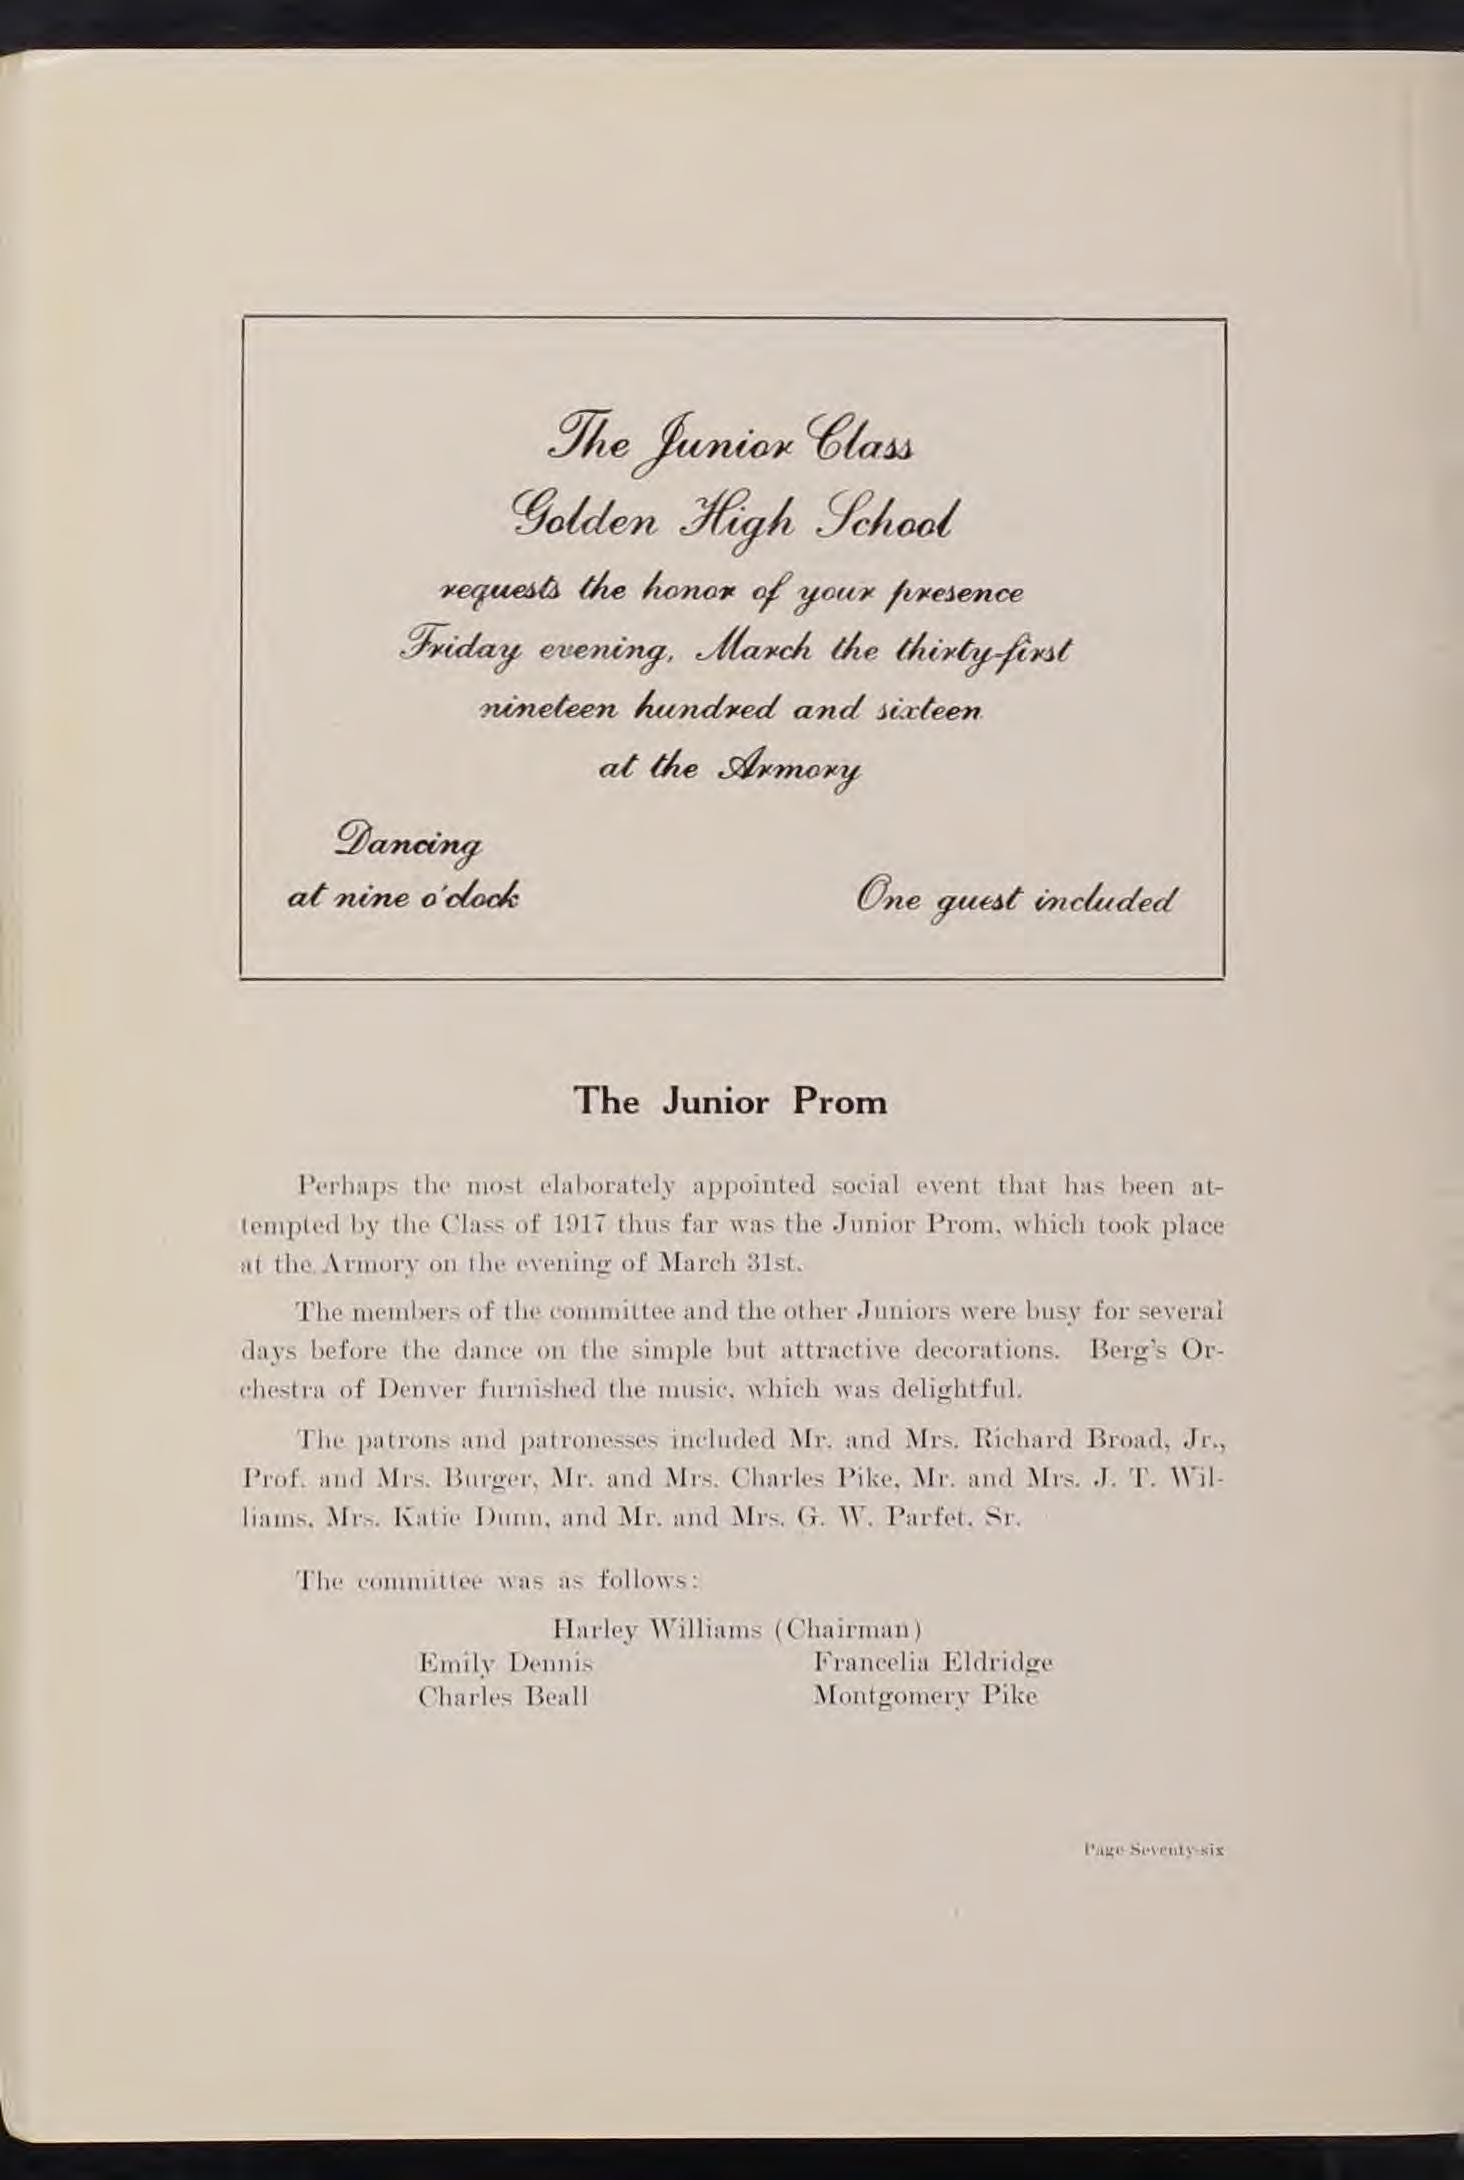 The Junior Class
Golden High School
requests the honor of your presence
Friday evening, March the thirty-first
nineteen hundred and sixteen
at the Armory
Dancing
at nine o'clock
One guest included
The Junior Prom
Perhaps the most elaborately appointed social event that has been at-
tempted by the Class of 1917 thus far was the Junior Prom, which took place
at the Armory on the evening of March 31st.
The members of the committee and the other Juniors were busy for several
days before the dance on the simple but attractive decorations. Berg's Or-
chestra of Denver furnished the music, which was delightful.
The patrons and patronesses included Mr. and Mrs. Richard Broad, Jr.,
Prof. and Mrs. Burger, Mr. and Mrs. Charles Pike, Mr. and Mrs. J. T. Wil-
liams, Mrs. Katie Dunn, and Mr. and Mrs. G. W. Parfet, Sr.
The committee was as follows:
Harley Williams (Chairman)
Emily Dennis Francelia Eldridge
Charles Beall Montgomery Pike
Page Seventy-six